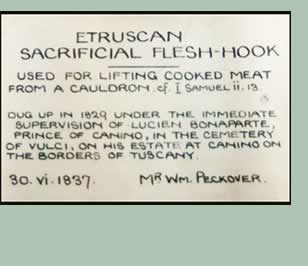 ETRUSCAN
SACRIFICIAL FLESH-HOOK
USED FOR LIFTING COOKED MEAT
FROM A CAULDRON. cf. I SAMUEL ii. 13.
DUG UP IN 1829 UNDER THE IMMEDIATE
SUPERVISION OF LUCIEN BONAPARTE,
PRINCE OF CANINO, IN THE CEMETERY
OF VULCI, ON HIS ESTATE AT CANINO ON
THE BORDERS OF TUSCANY.
30. VI. 1837. MR WM. PECKOVER.